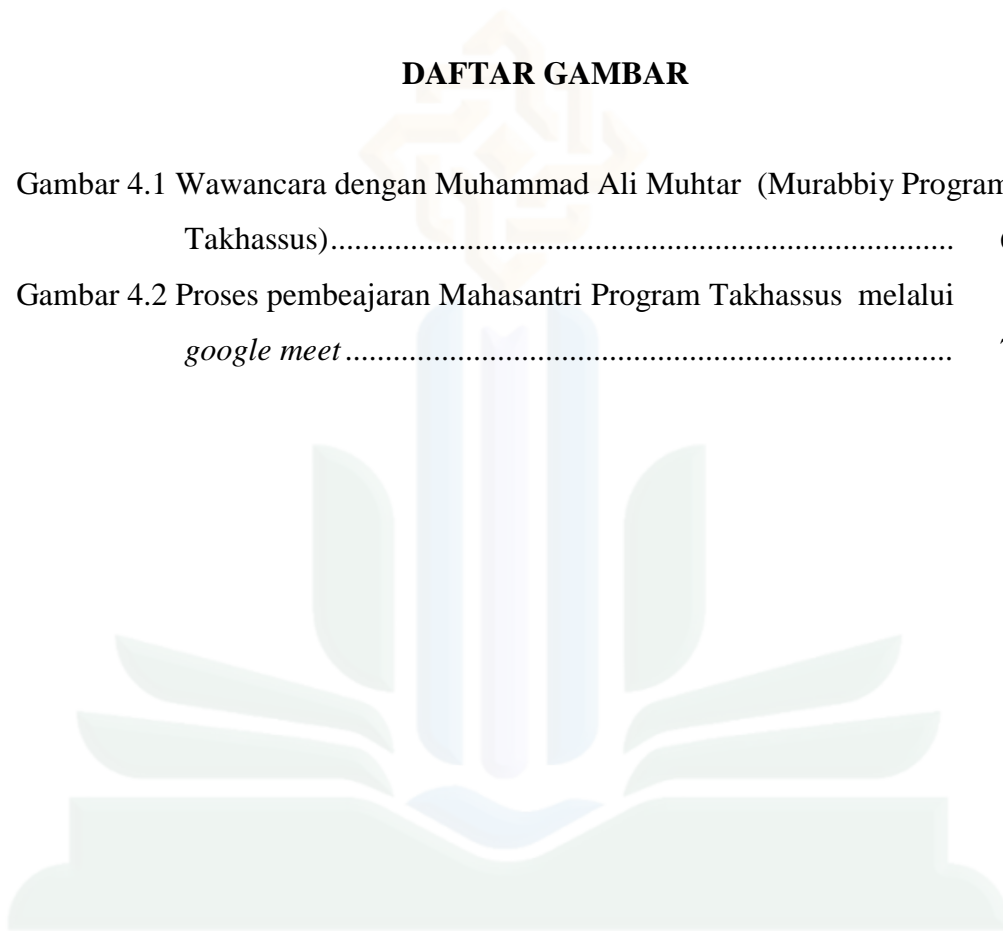 DAFTAR GAMBAR
Gambar 4.1 Wawancara dengan Muhammad Ali Muhtar (Murabbiy Program
Takhassus)..............................................................................
Gambar 4.2 Proses pembeajaran Mahasantri Program Takhassus melalui
google meet............................................................................